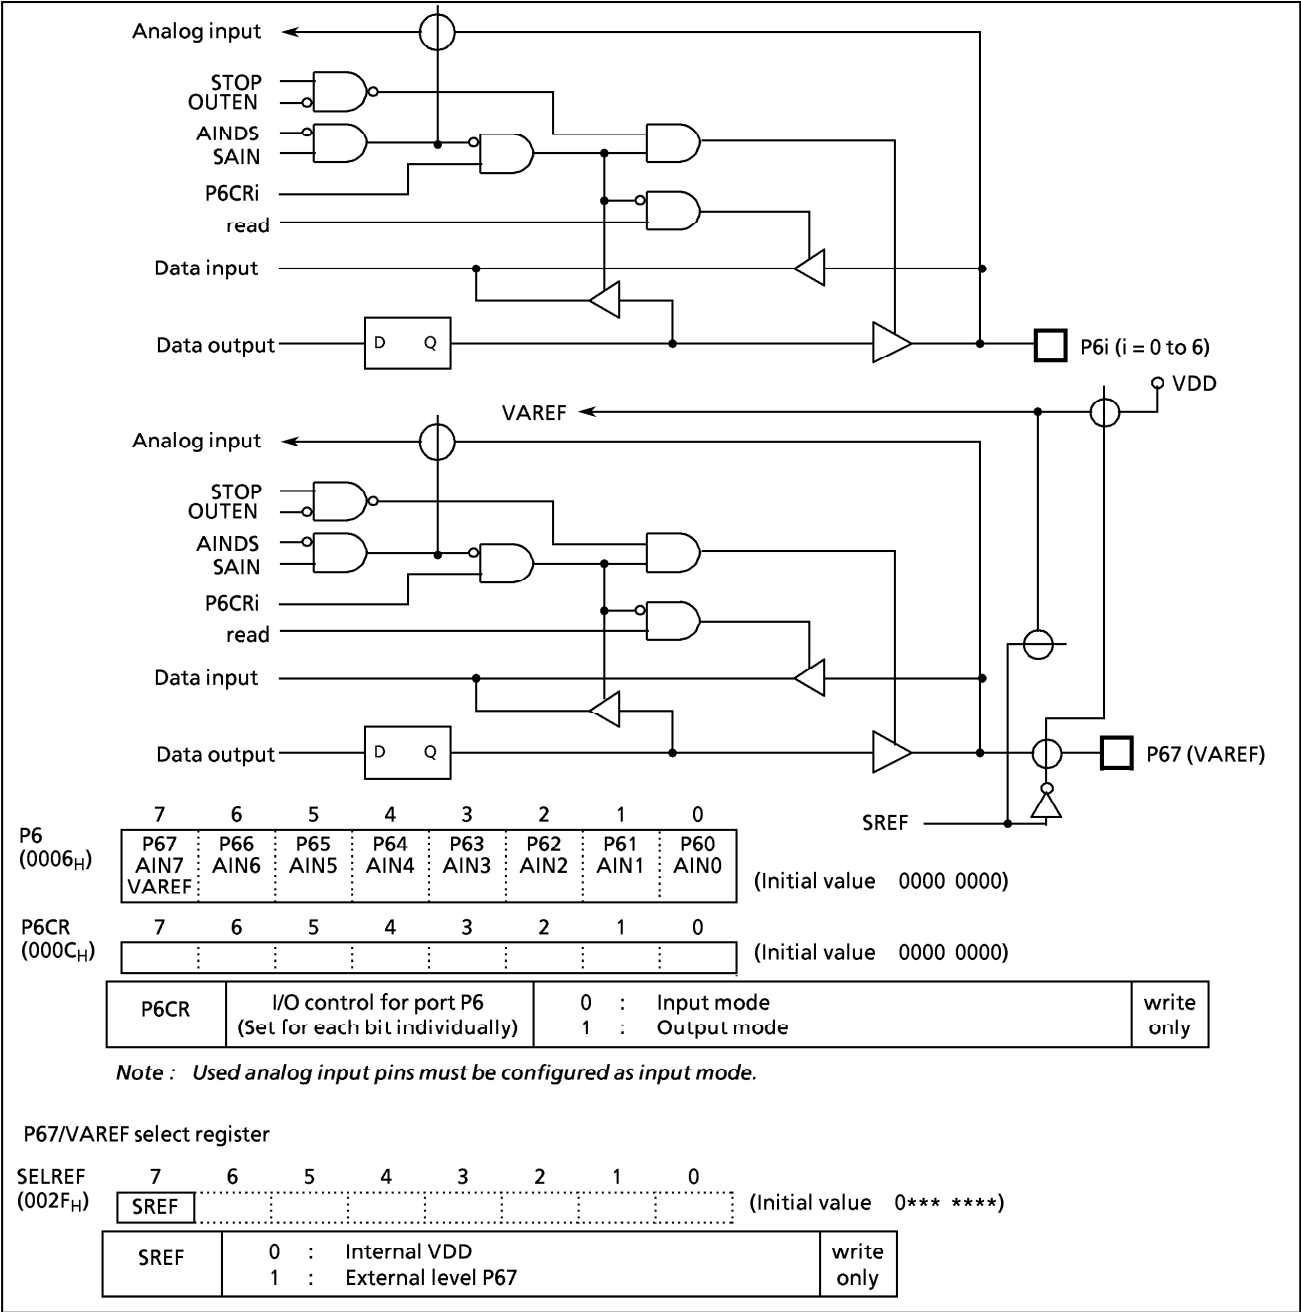 Analog input
STOP
OUTEN
AINDS
SAIN
P6CRi
read
Data input
Data output
D Q
P6i (i = 0 to 6)
VDD
VAREF
Analog input
STOP
OUTEN
AINDS
SAIN
P6CRi
read
Data input
Data output
D Q
P67 (VAREF)
SREF
7 6 5 4 3 2 1 0
P6
(0006H)
P67 P66 P65 P64 P63 P62 P61 P60
AIN7 AIN6 AIN5 AIN4 AIN3 AIN2 AIN1 AIN0
VAREF
(Initial value 0000 0000)
P6CR
(000CH)
7 6 5 4 3 2 1 0
(Initial value 0000 0000)
P6CR
I/O control for port P6
(Set for each bit individually)
0 : Input mode
1 : Output mode
write
only
Note : Used analog input pins must be configured as input mode.
P67/VAREF select register
SELREF
(002FH)
7 6 5 4 3 2 1 0
SREF
(Initial value 0*** ****)
SREF
0 : Internal VDD
1 : External level P67
write
only